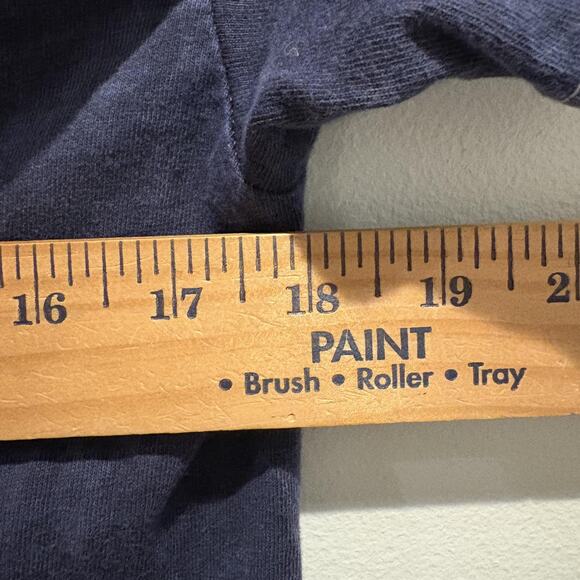 16 17 18 19 2
PAINT
• Brush • Roller • Tray